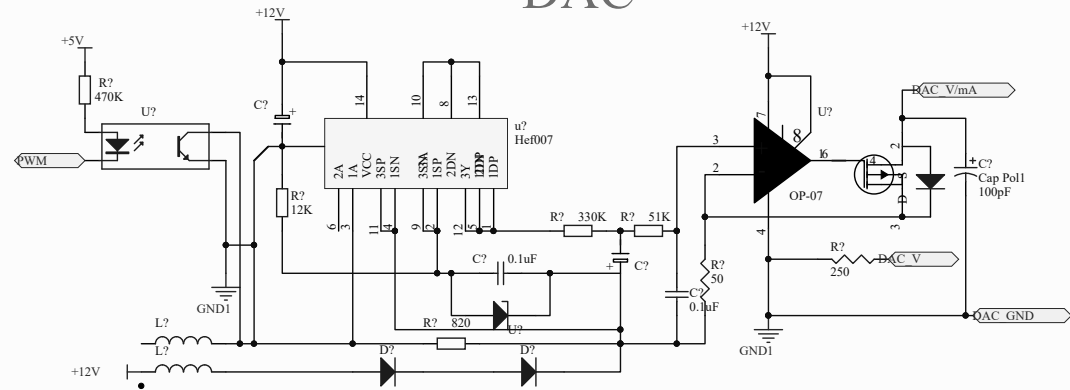 DAC
+12V
+12V
+5V
R?
470K
U?
PWM
C?
+
14
10
8
13
u?
Hef007
2A
1A
VCC
3SP
1SN
1SP
2DN
3Y
1DP
6
3
11
4
9
2
12
5
1
R?
12K
GND1
R? 330K
R? 51K
C? 0.1uF
+ C?
U?
R? 820
L?
L?
+12V
D?
D?
3
2
7
8
U?
6
4
OP-07
R?
50
C?
0.1uF
R?
250
DAC_V
GND1
DAC_V/mA
2
4
S
D
3
+ C?
Cap Pol1
100pF
DAC_GND